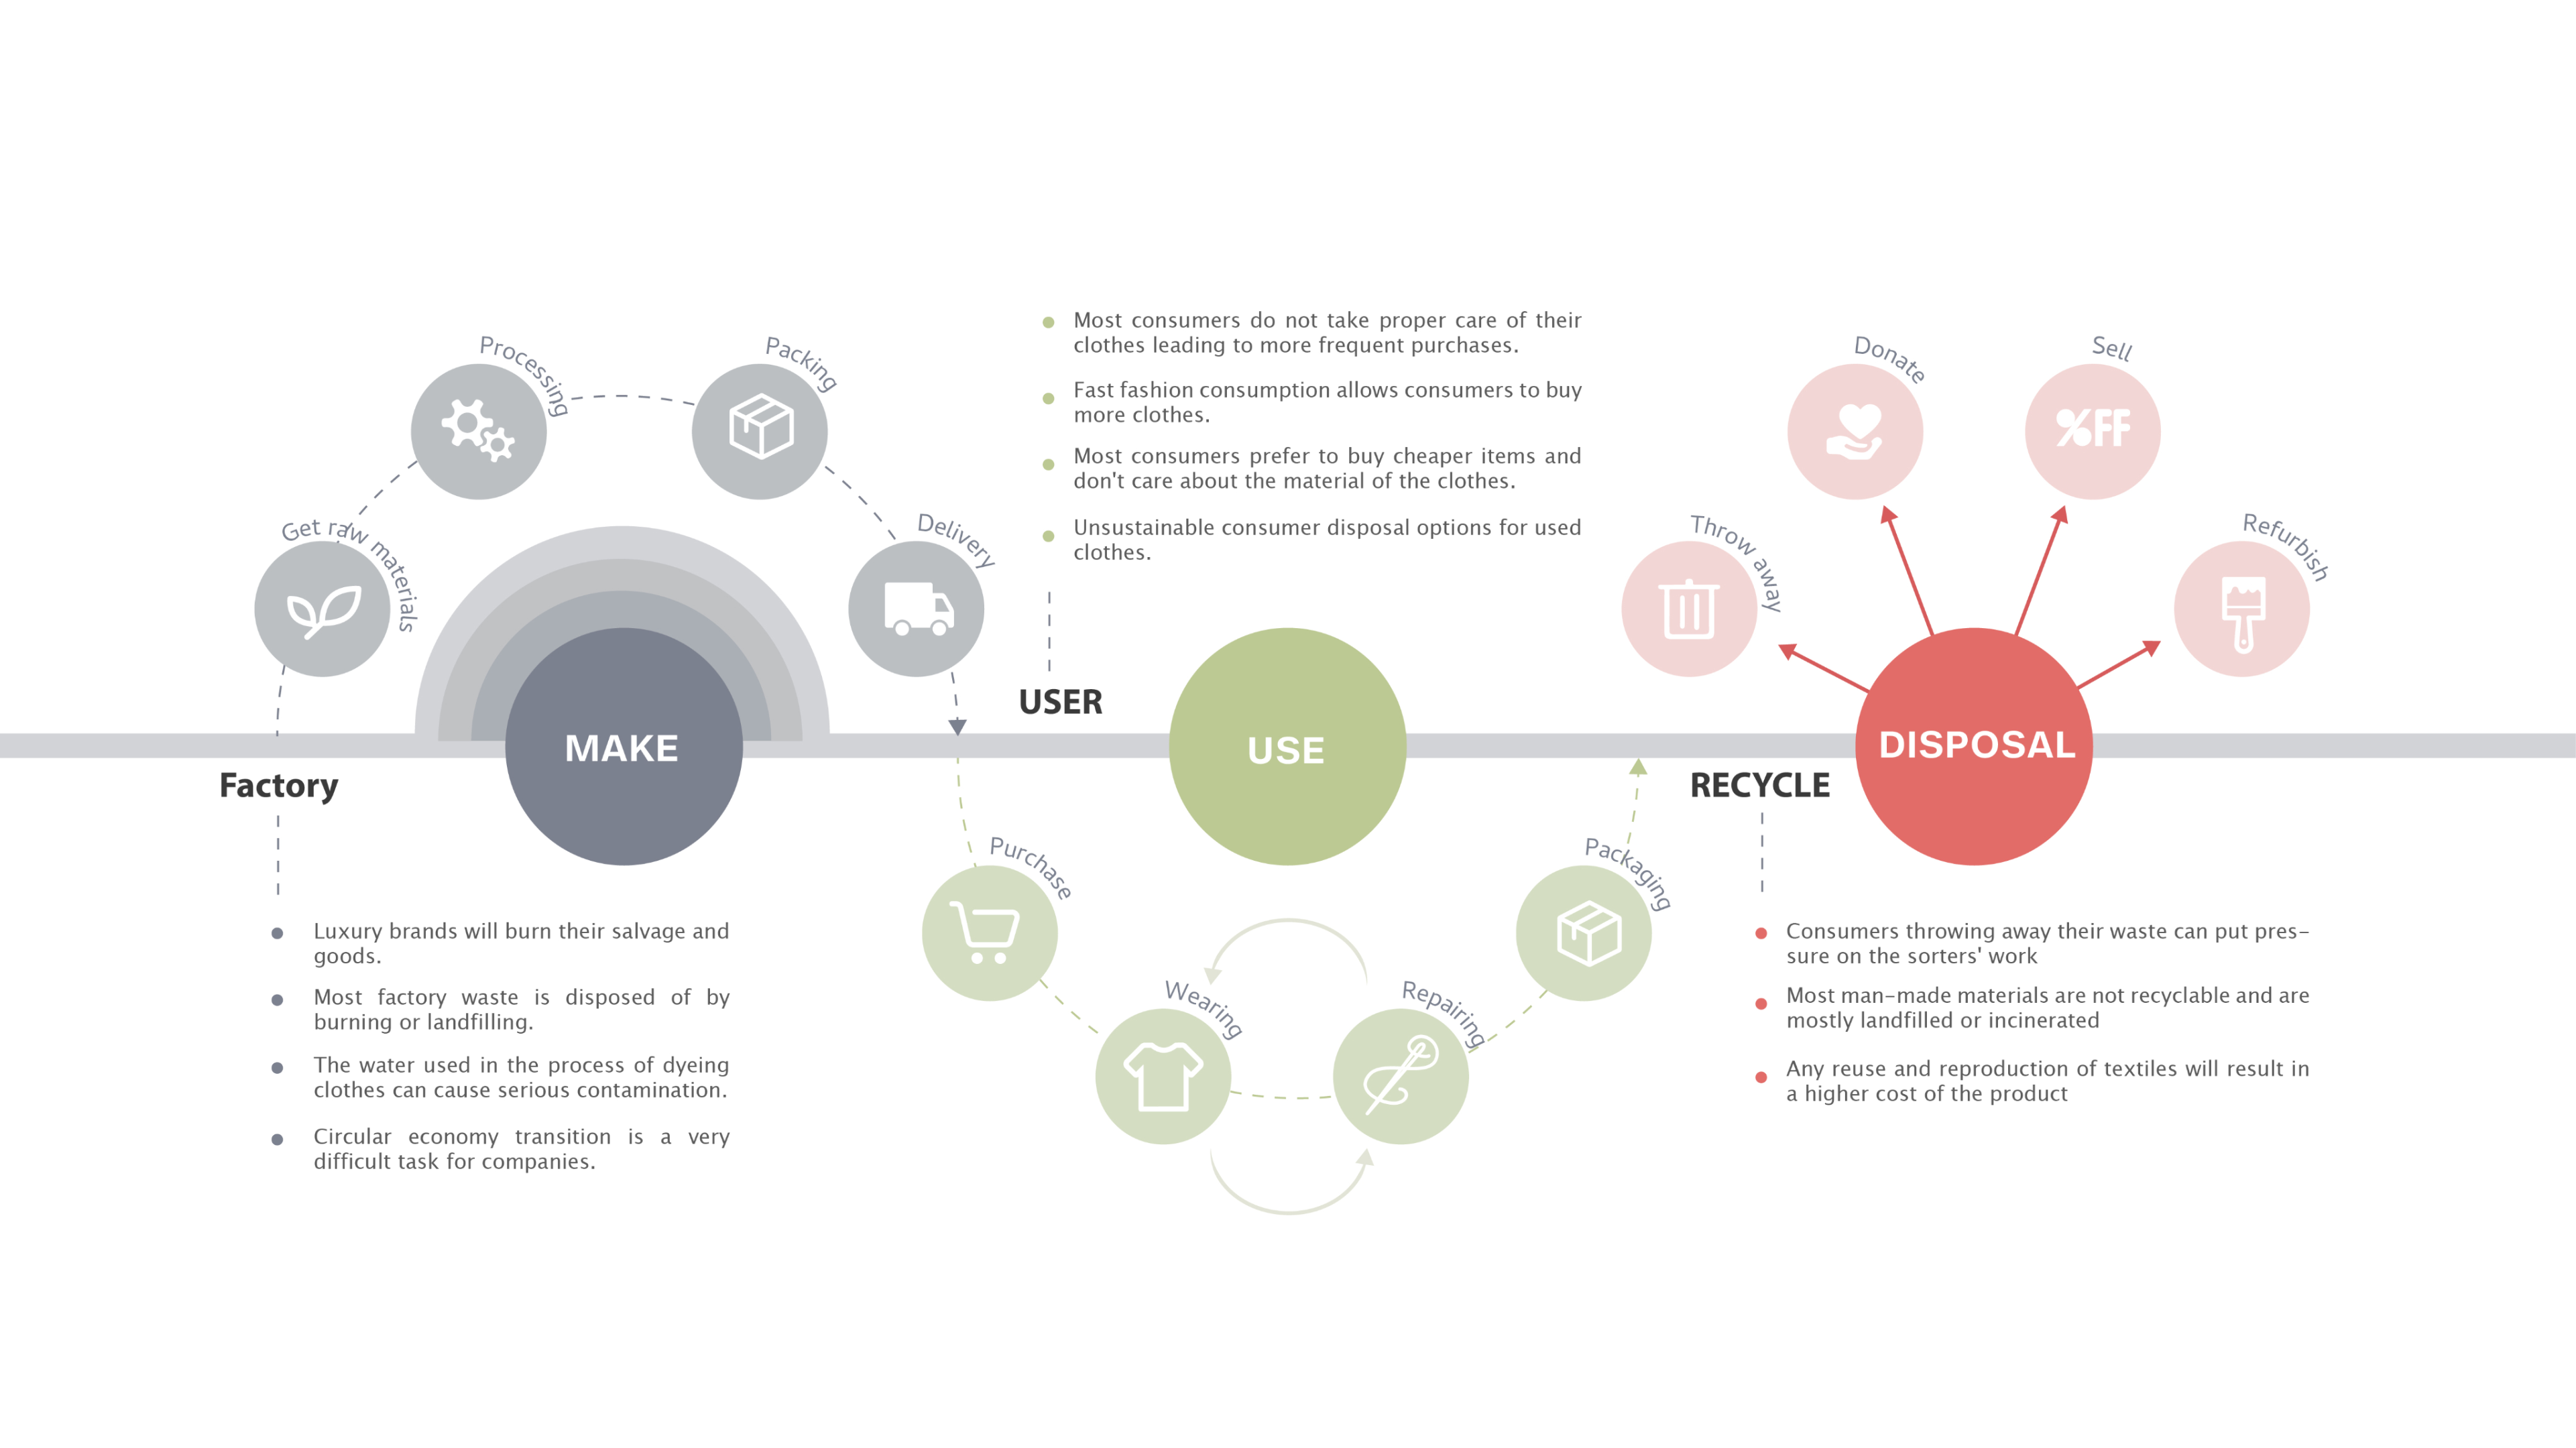 Get raw materials
Processing
Packing
Delivery
MAKE
Factory
Luxury brands will burn their salvage and
goods.
Most factory waste is disposed of by
burning or landfilling.
The water used in the process of dyeing
clothes can cause serious contamination.
Circular economy transition is a very
difficult task for companies.
Most consumers do not take proper care of their
clothes leading to more frequent purchases.
Fast fashion consumption allows consumers to buy
more clothes.
Most consumers prefer to buy cheaper items and
don't care about the material of the clothes.
Unsustainable consumer disposal options for used
clothes.
USER
USE
Purchase
Wearing
Repairing
Packaging
Throw away
Donate
Sell
%FF
Refurbish
DISPOSAL
RECYCLE
Consumers throwing away their waste can put pres-
sure on the sorters' work
Most man-made materials are not recyclable and are
mostly landfilled or incinerated
Any reuse and reproduction of textiles will result in
a higher cost of the product